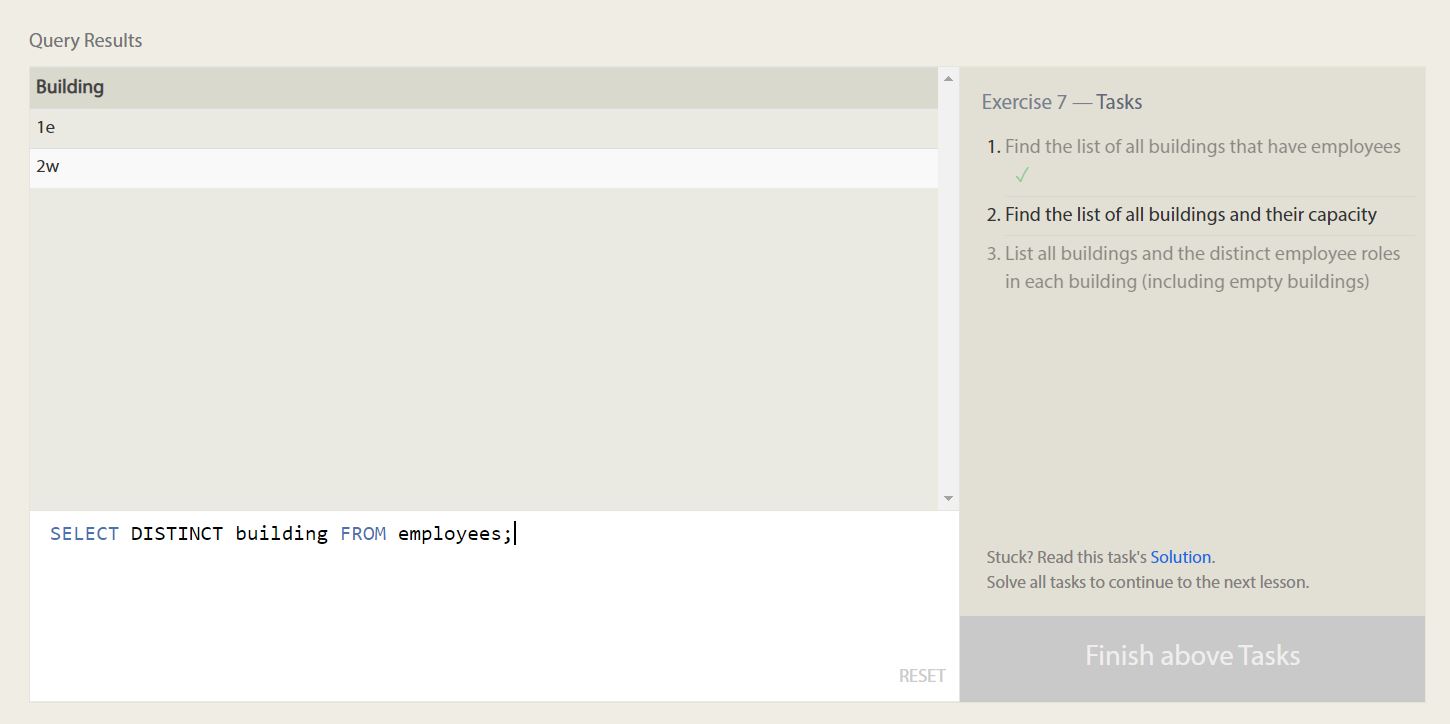 Query Results
Building
1e
2w
SELECT DISTINCT building FROM employees;
RESET
Exercise 7 — Tasks
1. Find the list of all buildings that have employees
✓
2. Find the list of all buildings and their capacity
3. List all buildings and the distinct employee roles
in each building (including empty buildings)
Stuck? Read this task's Solution.
Solve all tasks to continue to the next lesson.
Finish above Tasks